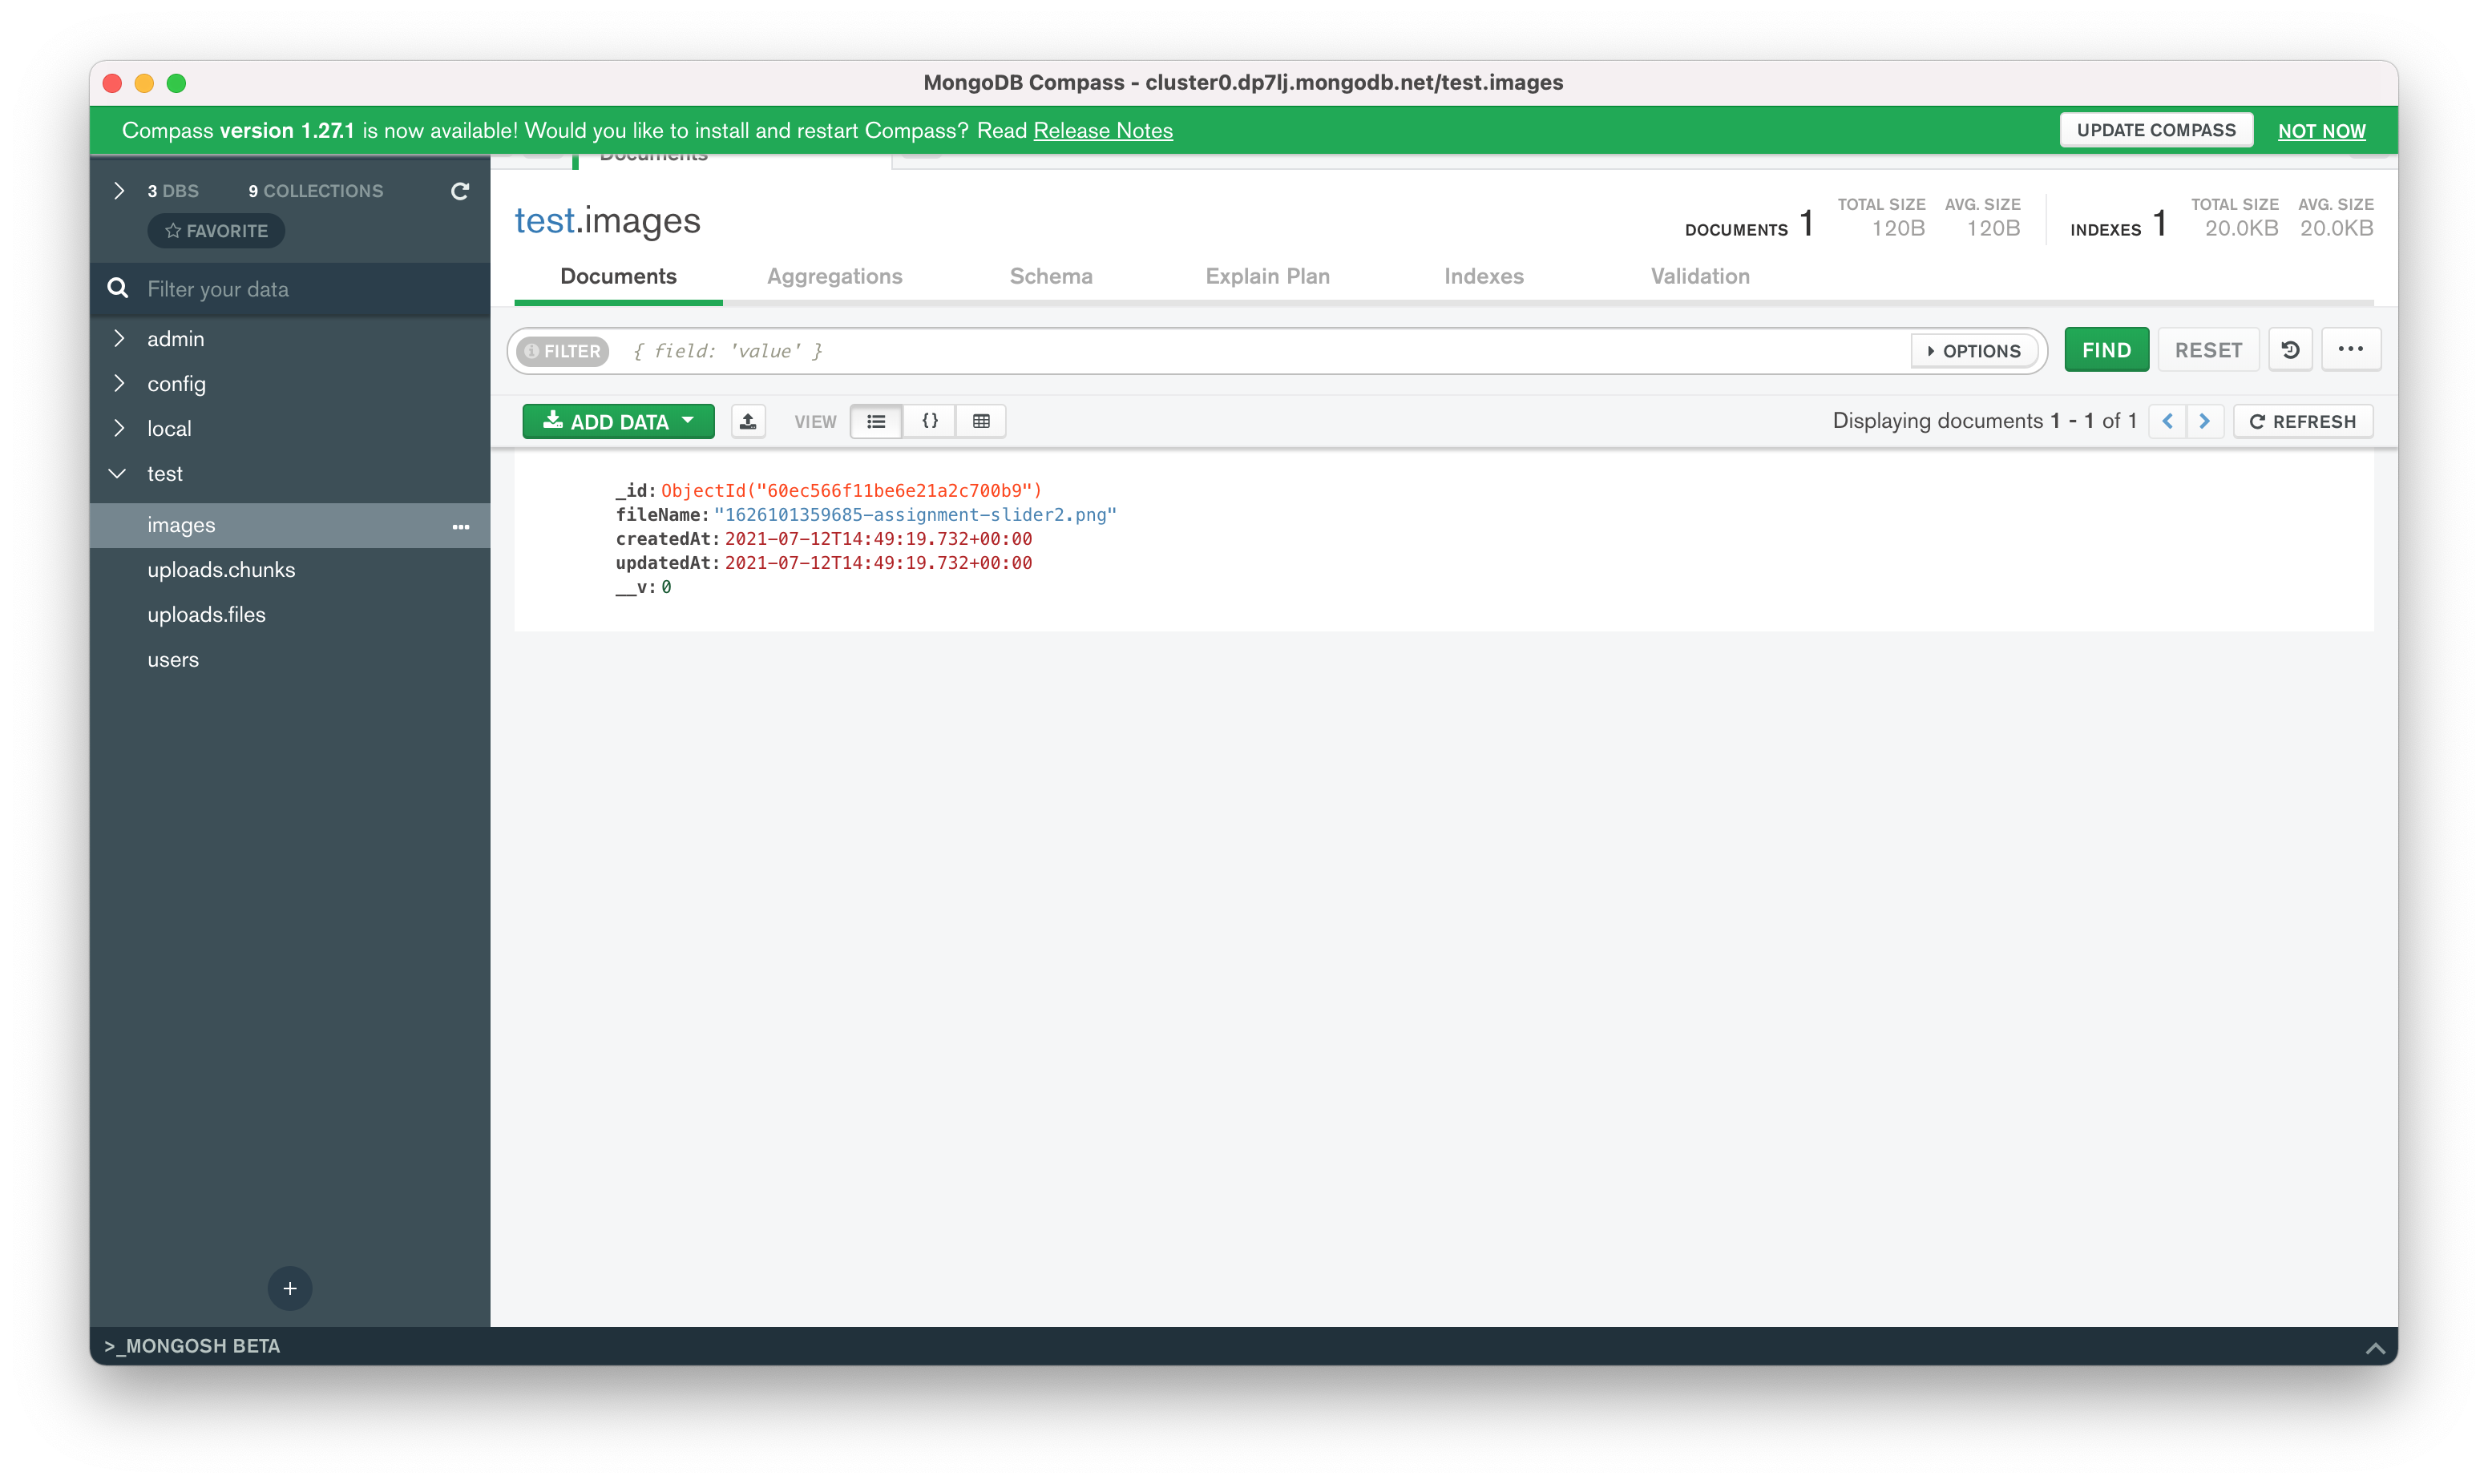 MongoDB Compass - cluster0.dp7lj.mongodb.net/test.images
Compass version 1.27.1 is now available! Would you like to install and restart Compass? Read Release Notes
UPDATE COMPASS
NOT NOW
3 DBS
9 COLLECTIONS
FAVORITE
Filter your data
admin
config
local
test
images
uploads.chunks
uploads.files
users
Documents
test.images
DOCUMENTS 1
TOTAL SIZE
120B
AVG. SIZE
120B
INDEXES 1
TOTAL SIZE
20.0KB
AVG. SIZE
20.0KB
Documents
Aggregations
Schema
Explain Plan
Indexes
Validation
FILTER
{ field: 'value' }
OPTIONS
FIND
RESET
ADD DATA
VIEW
{}
Displaying documents 1 - 1 of 1
REFRESH
_id: ObjectId("60ec566f11be6e21a2c700b9")
fileName: "1626101359685-assignment-slider2.png"
createdAt: 2021-07-12T14:49:19.732+00:00
updatedAt: 2021-07-12T14:49:19.732+00:00
__v: 0
>_MONGOSH BETA